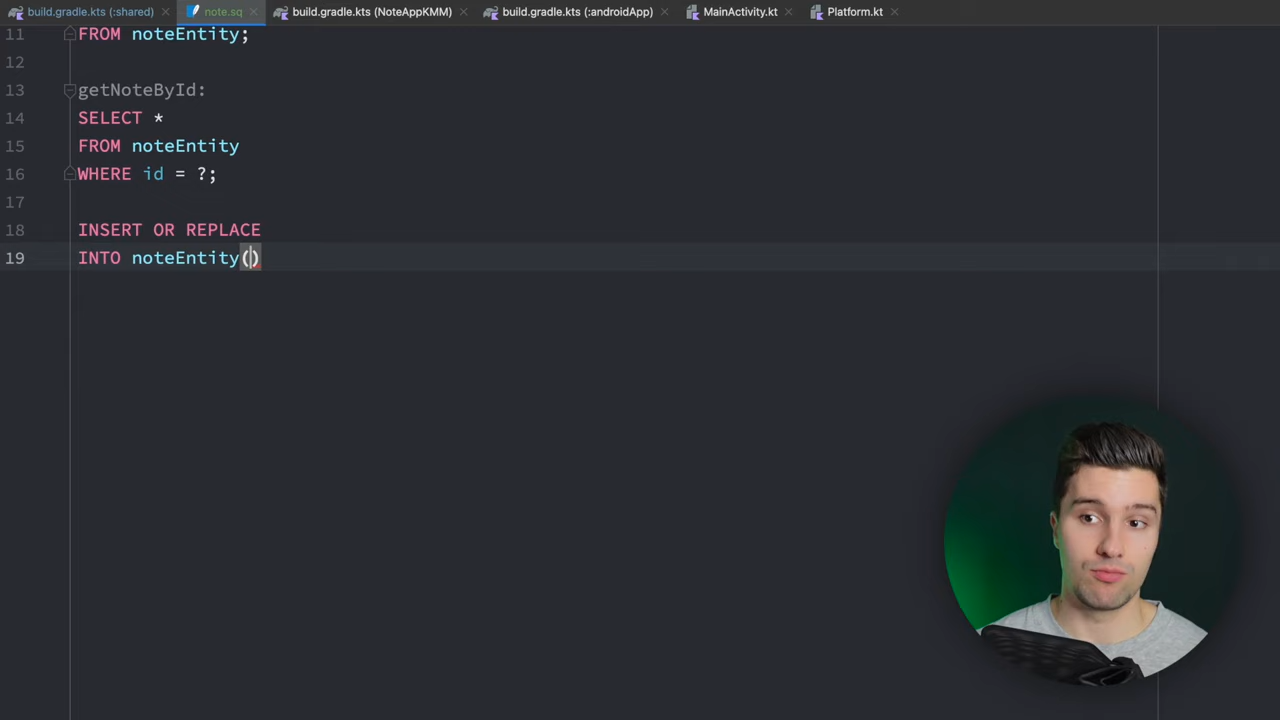 build.gradle.kts (:shared) note.sq build.gradle.kts (NoteAppKMM) build.gradle.kts (:androidApp) MainActivity.kt Platform.kt
11 FROM noteEntity;
12
13 getNoteById:
14 SELECT *
15 FROM noteEntity
16 WHERE id = ?;
17
18 INSERT OR REPLACE
19 INTO noteEntity()